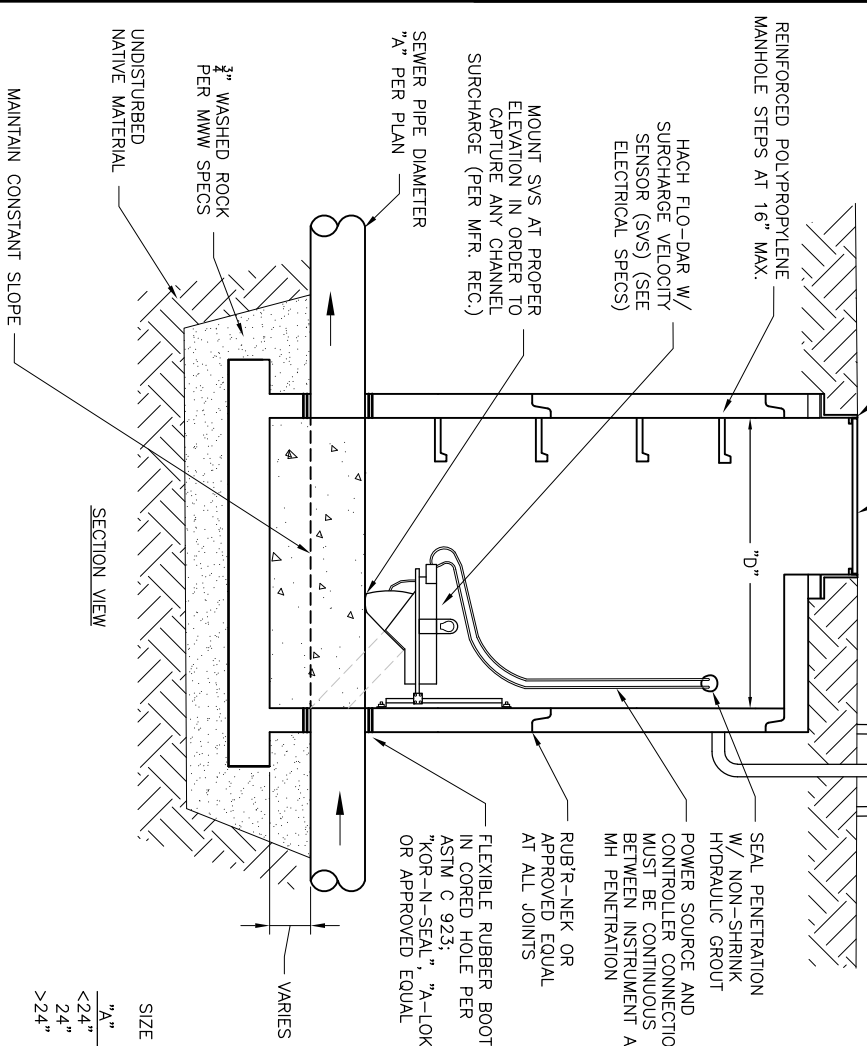 REINFORCED POLYPROPYLENE
MANHOLE STEPS AT 16" MAX.
HACH FLO-DAR W/
SURCHARGE VELOCITY
SENSOR (SVS) (SEE
ELECTRICAL SPECS)
MOUNT SVS AT PROPER
ELEVATION IN ORDER TO
CAPTURE ANY CHANNEL
SURCHARGE (PER MFR. REC.)
SEWER PIPE DIAMETER
"A" PER PLAN
3/4" WASHED ROCK
PER MWW SPECS
UNDISTURBED
NATIVE MATERIAL
MAINTAIN CONSTANT SLOPE
"D"
SECTION VIEW
SEAL PENETRATION
W/ NON-SHRINK
HYDRAULIC GROUT
POWER SOURCE AND
CONTROLLER CONNECTIO
MUST BE CONTINUOUS
BETWEEN INSTRUMENT A
MH PENETRATION
RUB'R-NEK OR
APPROVED EQUAL
AT ALL JOINTS
FLEXIBLE RUBBER BOOT
IN CORED HOLE PER
ASTM C 923;
"KOR-N-SEAL", "A-LOK
OR APPROVED EQUAL
VARIES
SIZE
"A"
<24"
24"
>24"